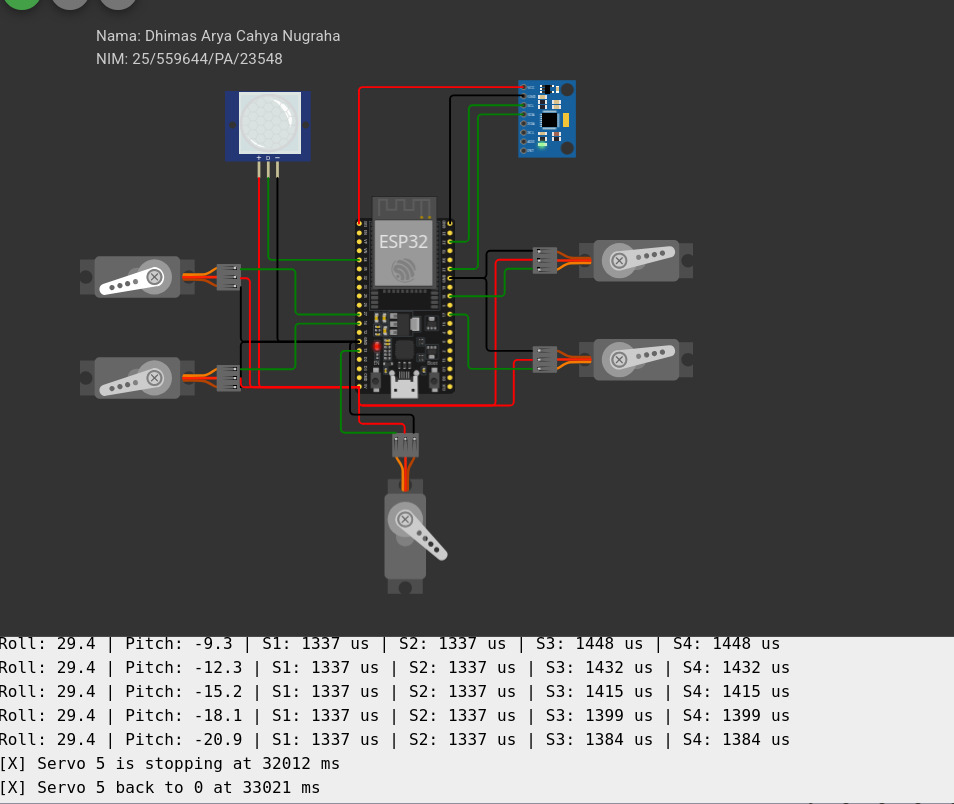 Nama: Dhimas Arya Cahya Nugraha
NIM: 25/559644/PA/23548
ESP32
Roll: 29.4 | Pitch: -9.3 | S1: 1337 us | S2: 1337 us | S3: 1448 us | S4: 1448 us
Roll: 29.4 | Pitch: -12.3 | S1: 1337 us | S2: 1337 us | S3: 1432 us | S4: 1432 us
Roll: 29.4 | Pitch: -15.2 | S1: 1337 us | S2: 1337 us | S3: 1415 us | S4: 1415 us
Roll: 29.4 | Pitch: -18.1 | S1: 1337 us | S2: 1337 us | S3: 1399 us | S4: 1399 us
Roll: 29.4 | Pitch: -20.9 | S1: 1337 us | S2: 1337 us | S3: 1384 us | S4: 1384 us
[X] Servo 5 is stopping at 32012 ms
[X] Servo 5 back to 0 at 33021 ms